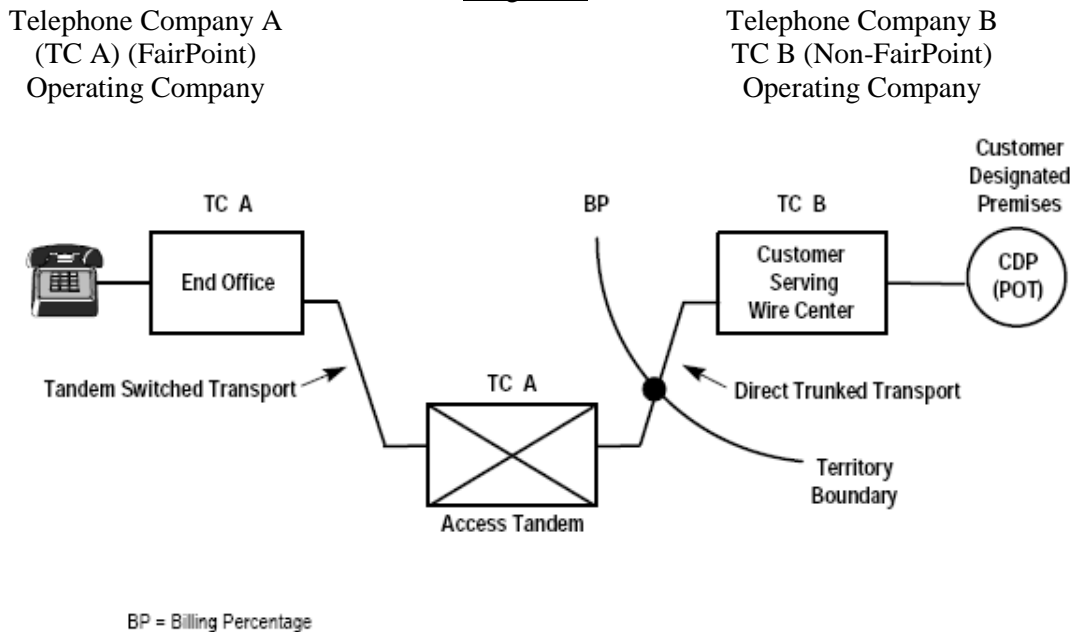 Telephone Company A
(TC A) (FairPoint)
Operating Company
Telephone Company B
TC B (Non-FairPoint)
Operating Company
Customer
Designated
Premises
TC A
BP
TC B
End Office
Customer
Serving
Wire Center
CDP
(POT)
Tandem Switched Transport
TC A
Direct Trunked Transport
Territory
Boundary
Access Tandem
BP = Billing Percentage